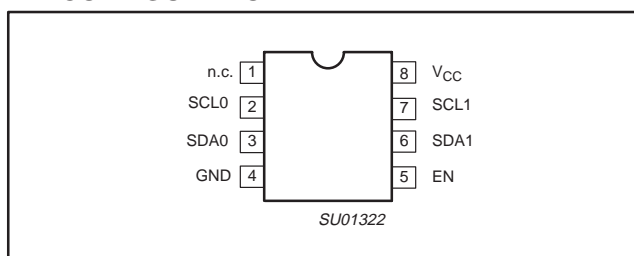 n.c. 1 8 VCC
SCL0 2 7 SCL1
SDA0 3 6 SDA1
GND 4 5 EN
SU01322